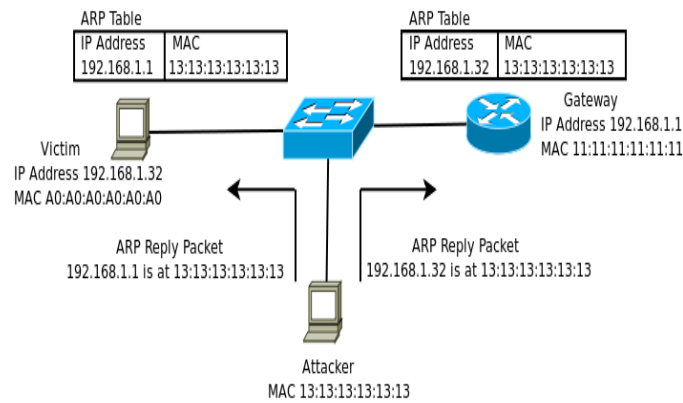 ARP Table
IP Address MAC
192.168.1.1 13:13:13:13:13:13
ARP Table
IP Address MAC
192.168.1.32 13:13:13:13:13:13
Victim
IP Address 192.168.1.32
MAC A0:A0:A0:A0:A0:A0
Gateway
IP Address 192.168.1.1
MAC 11:11:11:11:11:11
ARP Reply Packet
192.168.1.1 is at 13:13:13:13:13:13
ARP Reply Packet
192.168.1.32 is at 13:13:13:13:13:13
Attacker
MAC 13:13:13:13:13:13